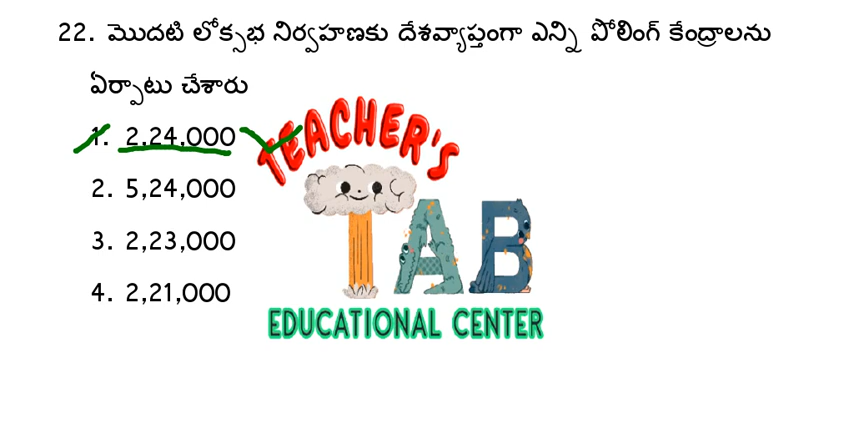 22. మొదటి లోక్సభ నిర్వహణకు దేశవ్యాప్తంగా ఎన్ని పోలింగ్ కేంద్రాలను
ఏర్పాటు చేశారు
1. 2,24,000
2. 5,24,000
3. 2,23,000
4. 2,21,000
TEACHER'S
TAB
EDUCATIONAL CENTER